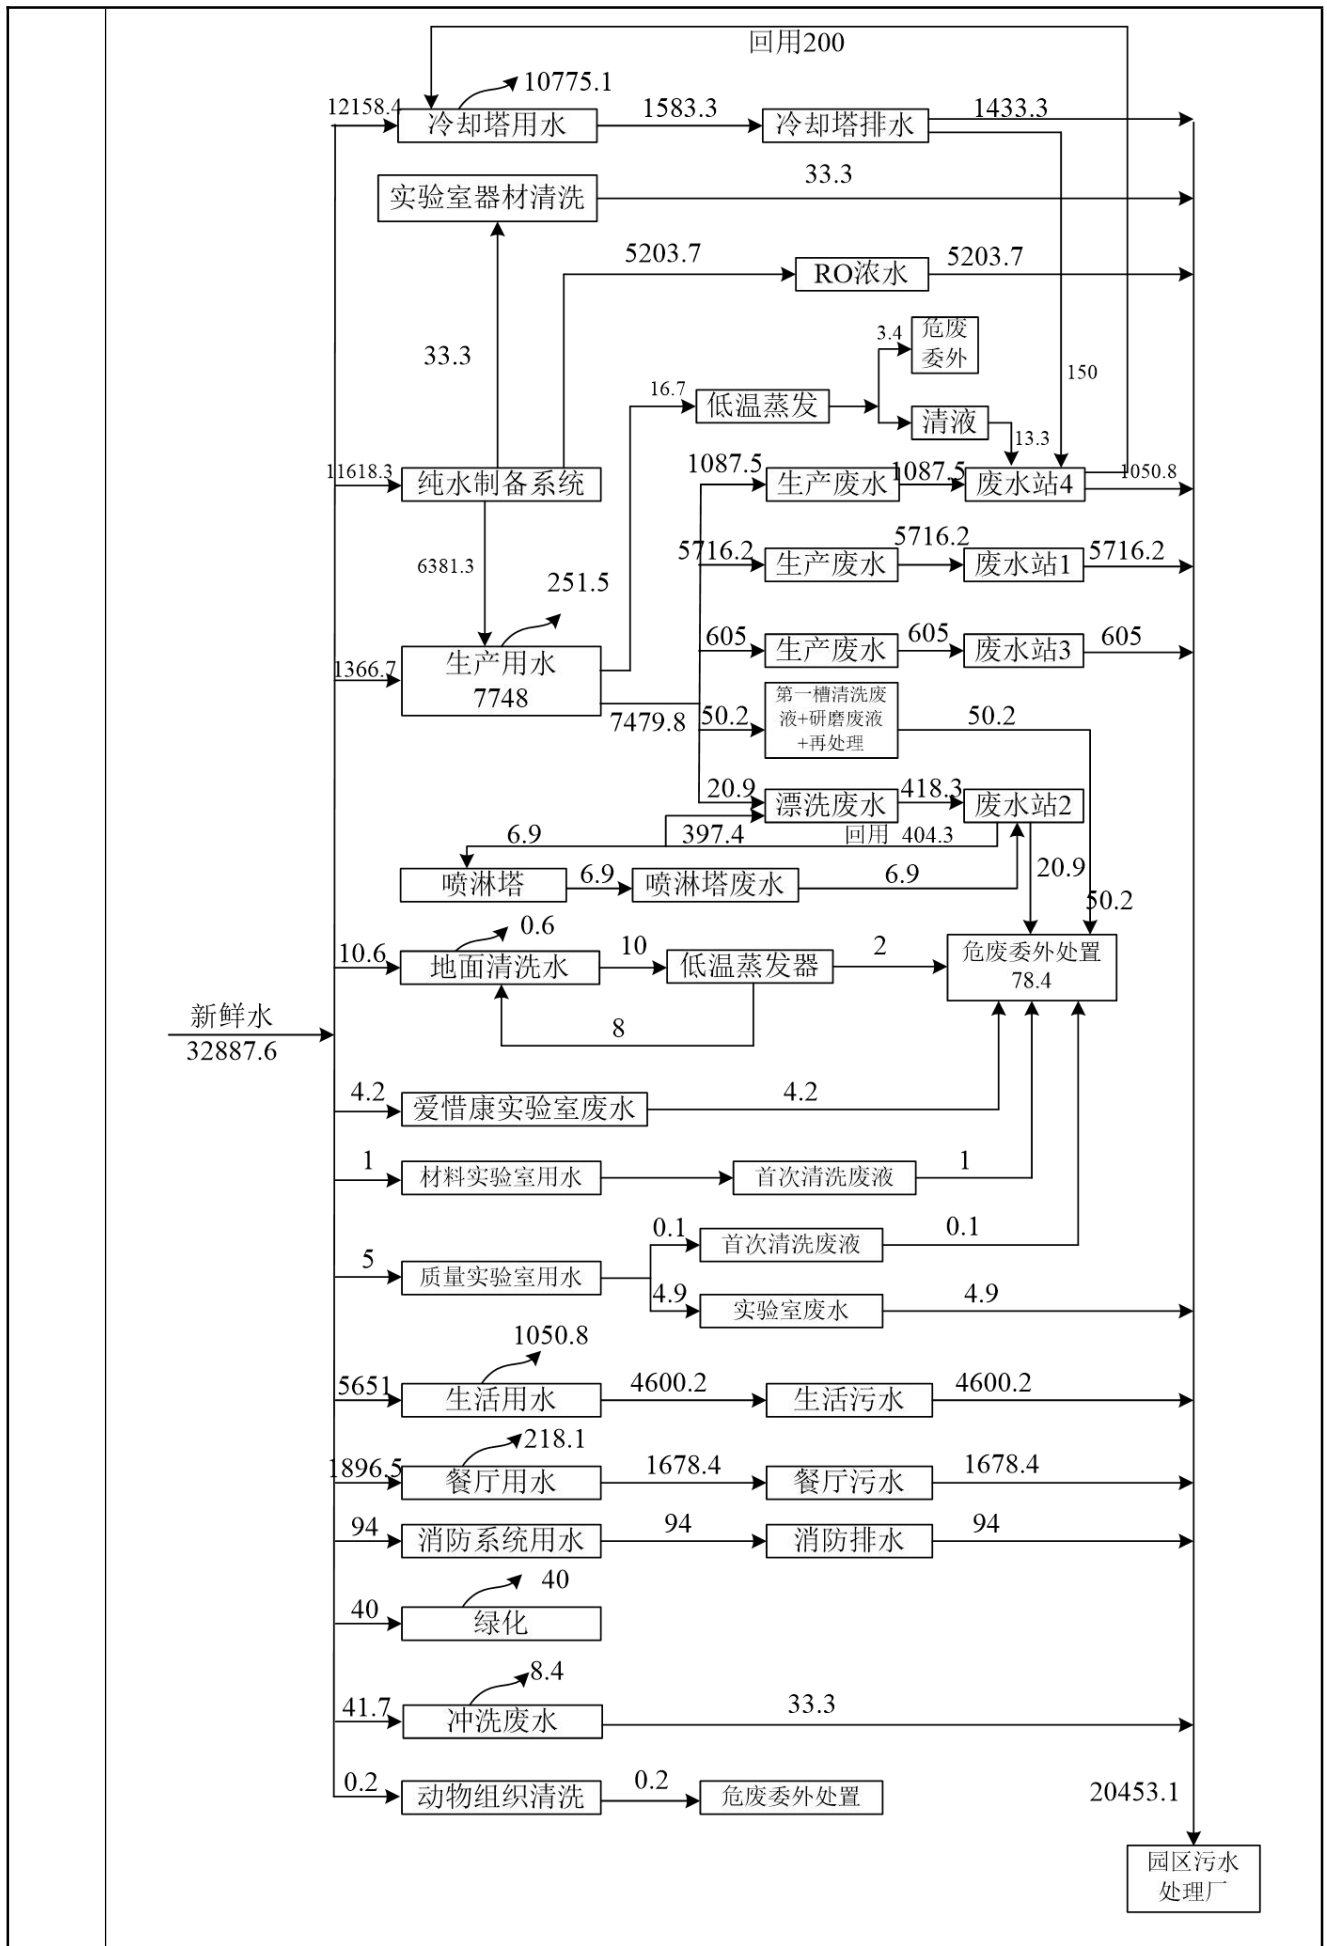 回用200
10775.1
12158.4
冷却塔用水
1583.3
冷却塔排水
1433.3
实验室器材清洗
33.3
5203.7
RO浓水
5203.7
33.3
3.4
危废
委外
150
16.7
低温蒸发
清液
13.3
11618.3
纯水制备系统
1087.5
生产废水
1087.5
废水站4
1050.8
6381.3
251.5
5716.2
生产废水
5716.2
废水站1
5716.2
1366.7
生产用水
7748
605
生产废水
605
废水站3
605
7479.8
50.2
第一槽清洗废
液+研磨废液
+再处理
50.2
20.9
漂洗废水
418.3
废水站2
6.9
397.4
回用 404.3
喷淋塔
6.9
喷淋塔废水
6.9
20.9
50.2
10.6
0.6
地面清洗水
10
低温蒸发器
2
危废委外处置
78.4
8
新鲜水
32887.6
4.2
爱惜康实验室废水
4.2
1
材料实验室用水
首次清洗废液
1
5
质量实验室用水
0.1
首次清洗废液
0.1
4.9
实验室废水
4.9
1050.8
5651
生活用水
4600.2
生活污水
4600.2
218.1
1896.5
餐厅用水
1678.4
餐厅污水
1678.4
94
消防系统用水
94
消防排水
94
40
40
绿化
8.4
41.7
冲洗废水
33.3
0.2
动物组织清洗
0.2
危废委外处置
20453.1
园区污水
处理厂